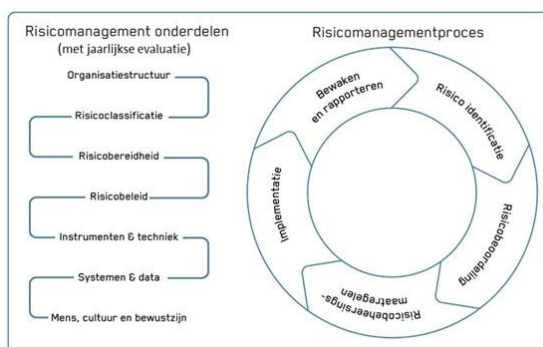 Risicomanagement onderdelen
(met jaarlijkse evaluatie)
Organisatiestructuur
Risicoclassificatie
Risicobereidheid
Risicobeleid
Instrumenten & techniek
Systemen & data
Mens, cultuur en bewustzijn
Risicomanagementproces
Bewaken
en rapporteren
Risico identificatie
Risicobeoordeling
Risicobeheersings-
maatregelen
Implementatie